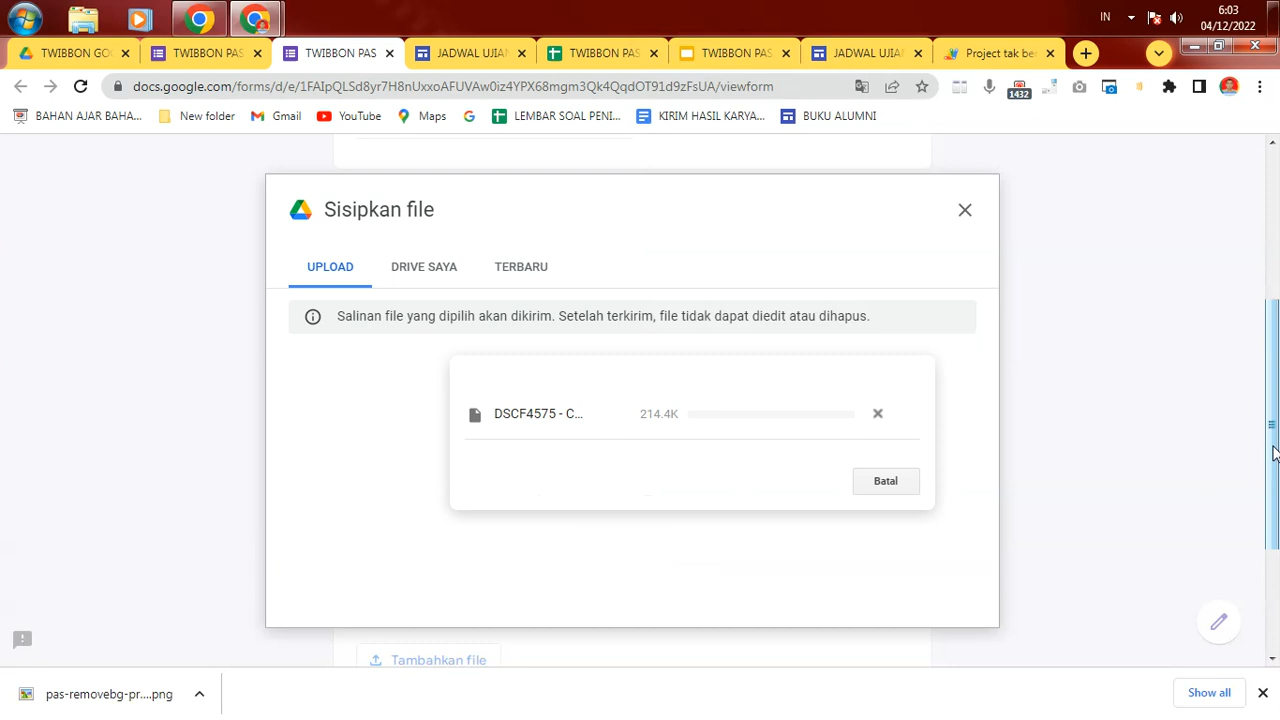 IN
6:03
04/12/2022
TWIBBON GO
TWIBBON PAS
TWIBBON PAS
JADWAL UJIAN
TWIBBON PAS
TWIBBON PAS
JADWAL UJIA
Project tak be
docs.google.com/forms/d/e/1FAIpQLSd8yr7H8nUxxoAFUVAw0iz4YPX68mgm3Qk4QqdOT91d9zFsUA/viewform
1432
BAHAN AJAR BAHA...
New folder
Gmail
YouTube
Maps
LEMBAR SOAL PENI...
KIRIM HASIL KARYA...
BUKU ALUMNI
Sisipkan file
UPLOAD
DRIVE SAYA
TERBARU
Salinan file yang dipilih akan dikirim. Setelah terkirim, file tidak dapat diedit atau dihapus.
DSCF4575 - C...
214.4K
Batal
Tambahkan file
pas-removebg-pr....png
Show all